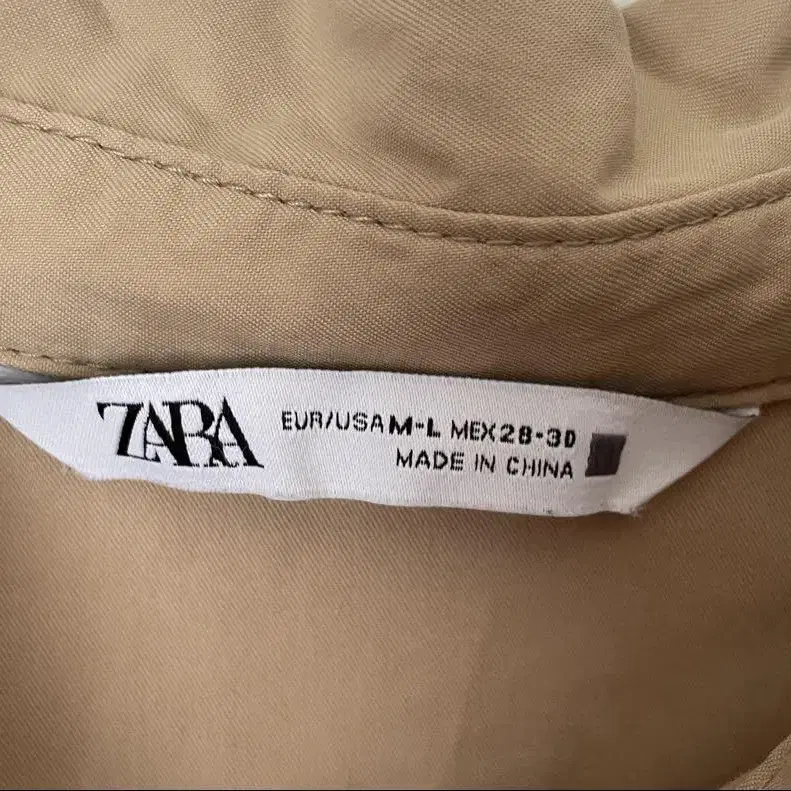 ZARA
EUR/USA M-L MEX 28-30
MADE IN CHINA